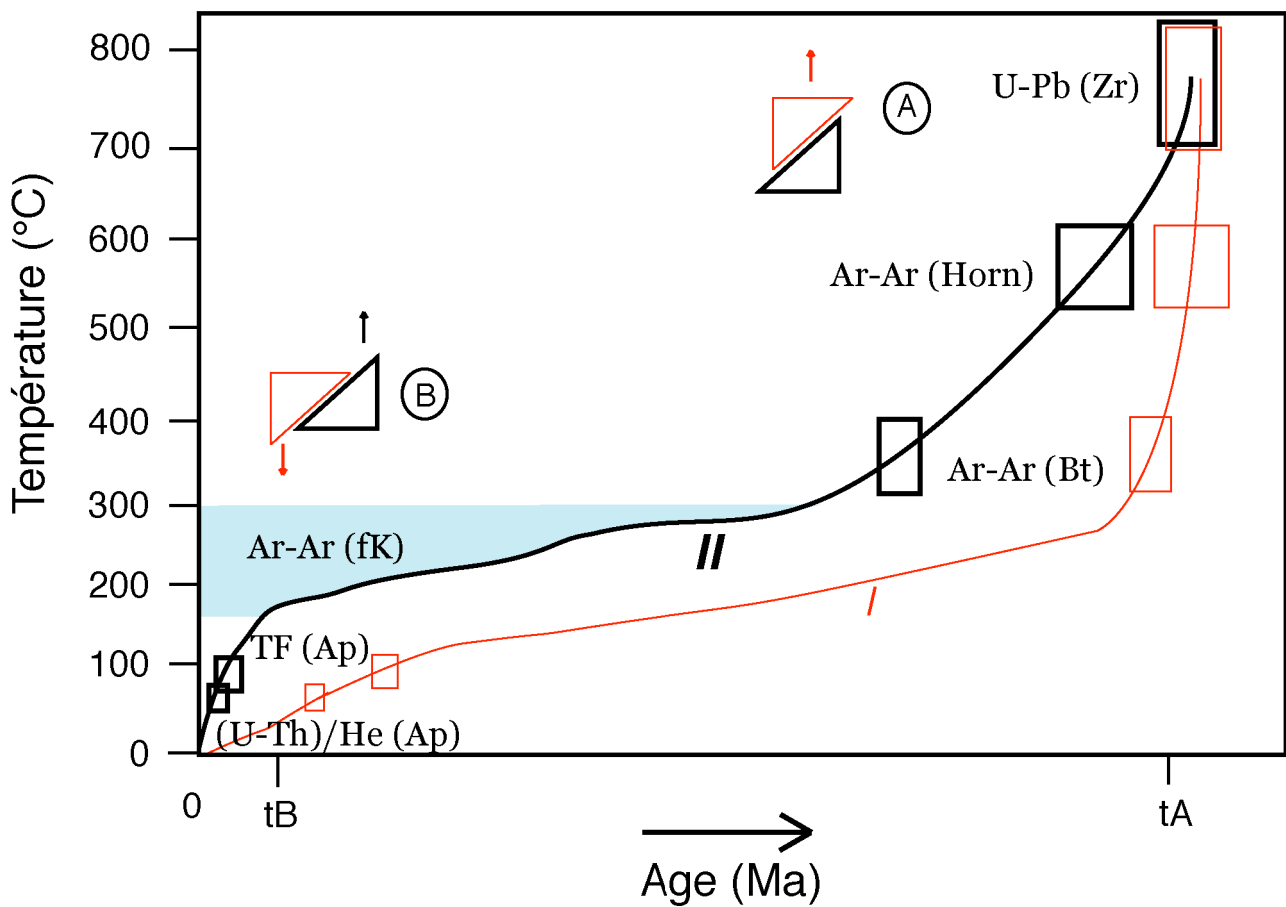 Température (°C)
800
700
600
500
400
300
200
100
0
U-Pb (Zr)
A
Ar-Ar (Horn)
B
Ar-Ar (Bt)
Ar-Ar (fK)
II
I
TF (Ap)
(U-Th)/He (Ap)
0
tB
tA
Age (Ma)